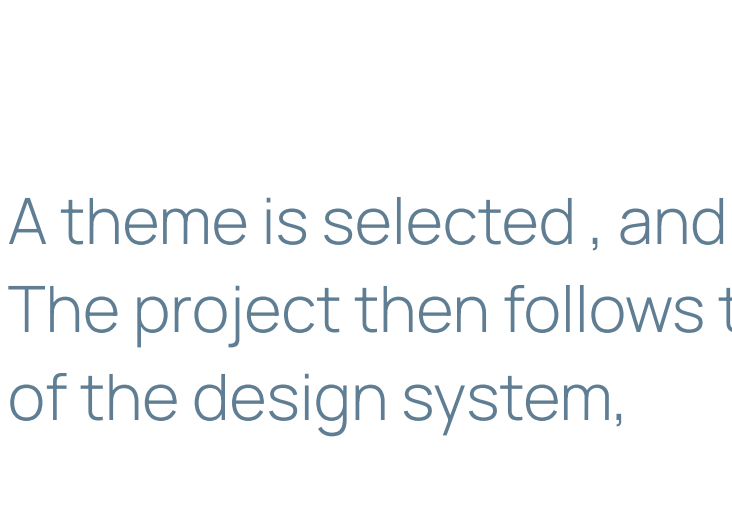 A theme is selected , and
The project then follows
of the design system,